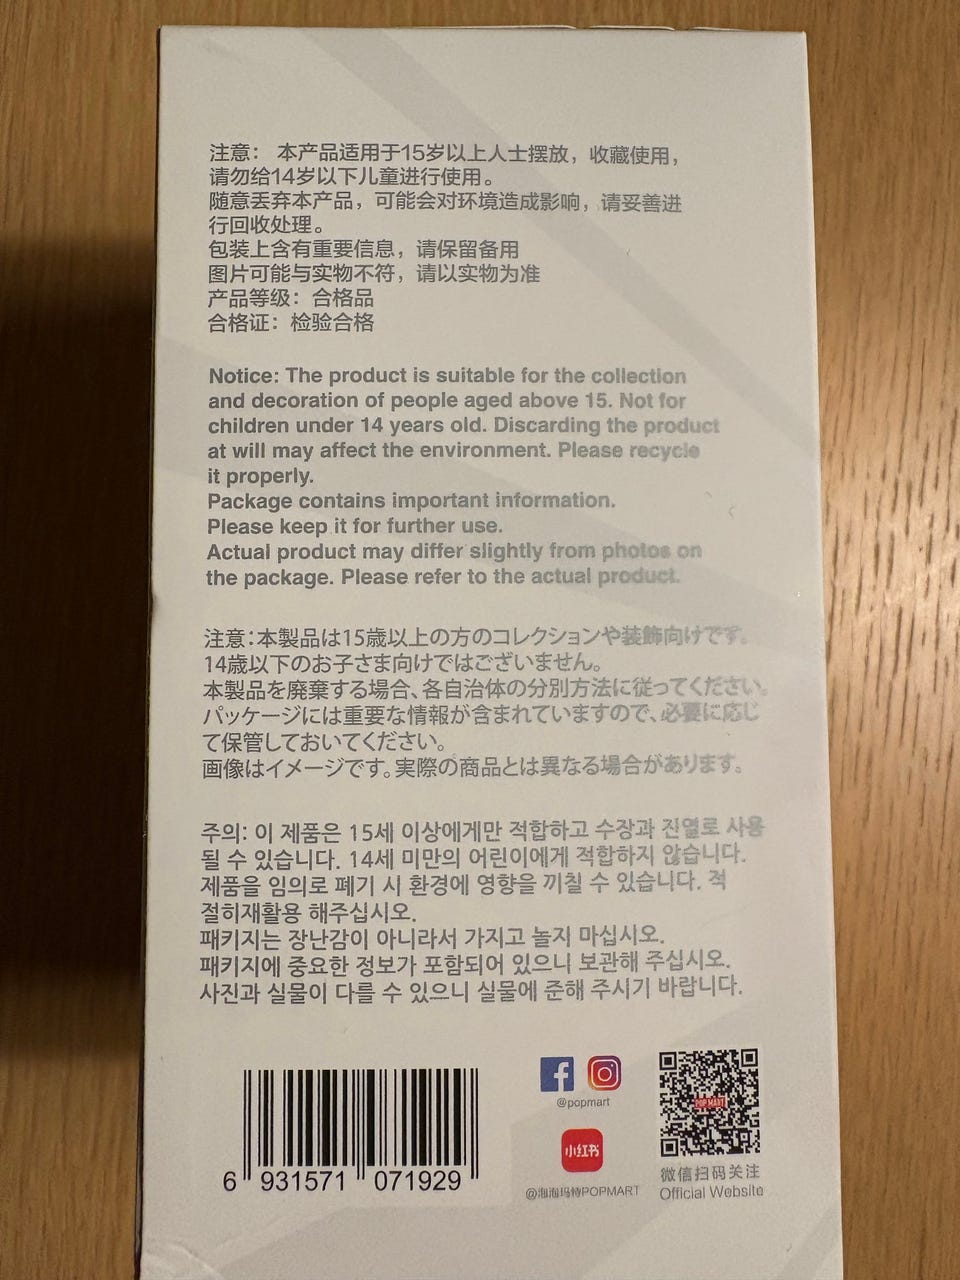 注意： 本产品适用于15岁以上人士摆放，收藏使用，
请勿给14岁以下儿童进行使用。
随意丢弃本产品，可能会对环境造成影响，请妥善进
行回收处理。
包装上含有重要信息，请保留备用
图片可能与实物不符，请以实物为准
产品等级：合格品
合格证：检验合格
Notice: The product is suitable for the collection
and decoration of people aged above 15. Not for
children under 14 years old. Discarding the product
at will may affect the environment. Please recycle
it properly.
Package contains important information.
Please keep it for further use.
Actual product may differ slightly from photos on
the package. Please refer to the actual product.
注意：本製品は15歳以上の方のコレクションや装飾向けです。
14歳以下のお子さま向けではございません。
本製品を廃棄する場合、各自治体の分別方法に従ってください。
パッケージには重要な情報が含まれていますので、必要に応じ
て保管しておいてください。
画像はイメージです。実際の商品とは異なる場合があります。
주의: 이 제품은 15세 이상에게만 적합하고 수장과 진열로 사용
될 수 있습니다. 14세 미만의 어린이에게 적합하지 않습니다.
제품을 임의로 폐기 시 환경에 영향을 끼칠 수 있습니다. 적
절히재활용 해주십시오.
패키지는 장난감이 아니라서 가지고 놀지 마십시오.
패키지에 중요한 정보가 포함되어 있으니 보관해 주십시오.
사진과 실물이 다를 수 있으니 실물에 준해 주시기 바랍니다.
6 931571 071929
@popmart
小红书
@泡泡玛特POPMART
POP MART
微信扫码关注
Official Website